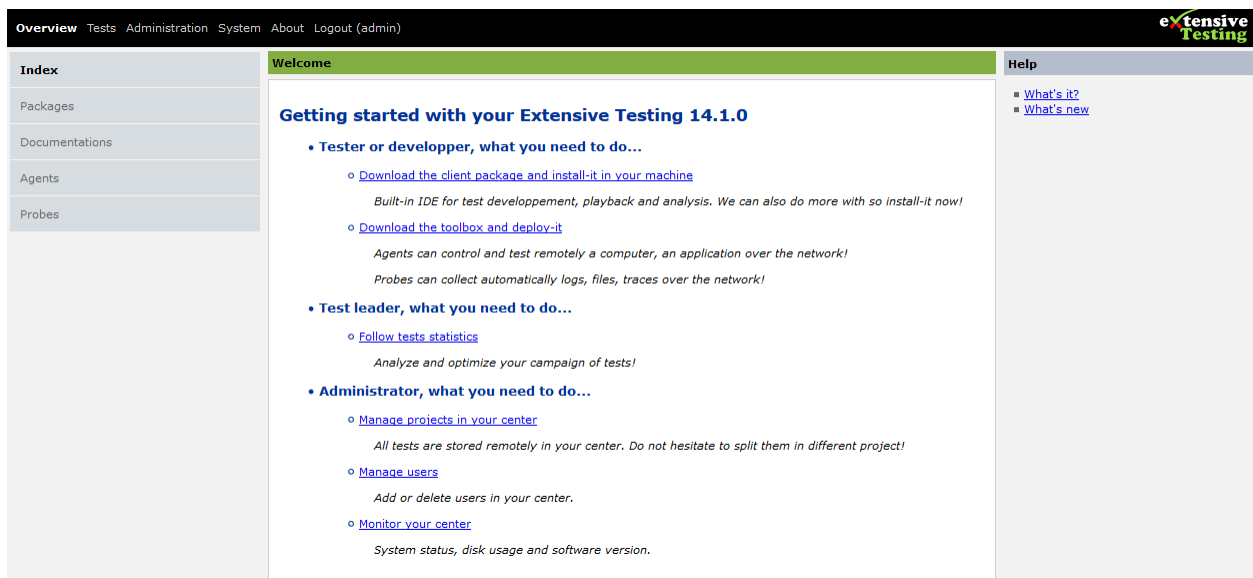 Overview Tests Administration System About Logout (admin)
eXtensive
Testing
Index
Packages
Documentations
Agents
Probes
Welcome
Getting started with your Extensive Testing 14.1.0
• Tester or developper, what you need to do...
Download the client package and install-it in your machine
Built-in IDE for test developpement, playback and analysis. We can also do more with so install-it now!
Download the toolbox and deploy-it
Agents can control and test remotely a computer, an application over the network!
Probes can collect automatically logs, files, traces over the network!
• Test leader, what you need to do...
Follow tests statistics
Analyze and optimize your campaign of tests!
• Administrator, what you need to do...
Manage projects in your center
All tests are stored remotely in your center. Do not hesitate to split them in different project!
Manage users
Add or delete users in your center.
Monitor your center
System status, disk usage and software version.
Help
What's it?
What's new